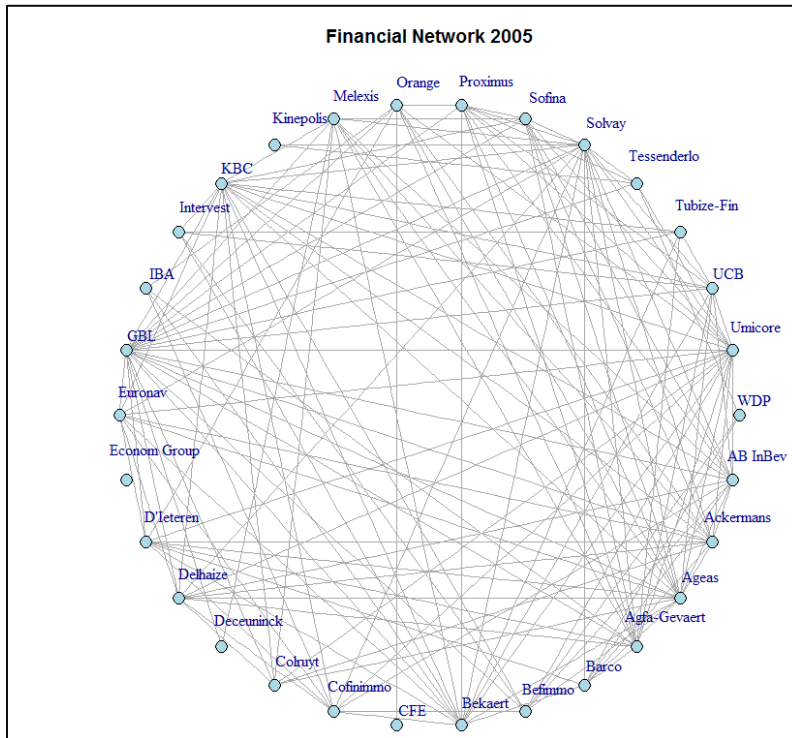 Financial Network 2005
Orange
Proximus
Melexis
Sofina
Kinepolis
Solvay
Tessenderlo
KBC
Intervest
Tubize-Fin
IBA
UCB
GBL
Umicore
Euronav
WDP
Econom Group
AB InBev
D'Ieteren
Ackermans
Delhaize
Ageas
Deceuninck
Agfa-Gevaert
Colruyt
Barco
Cofinimmo
Befimmo
CFE
Bekaert